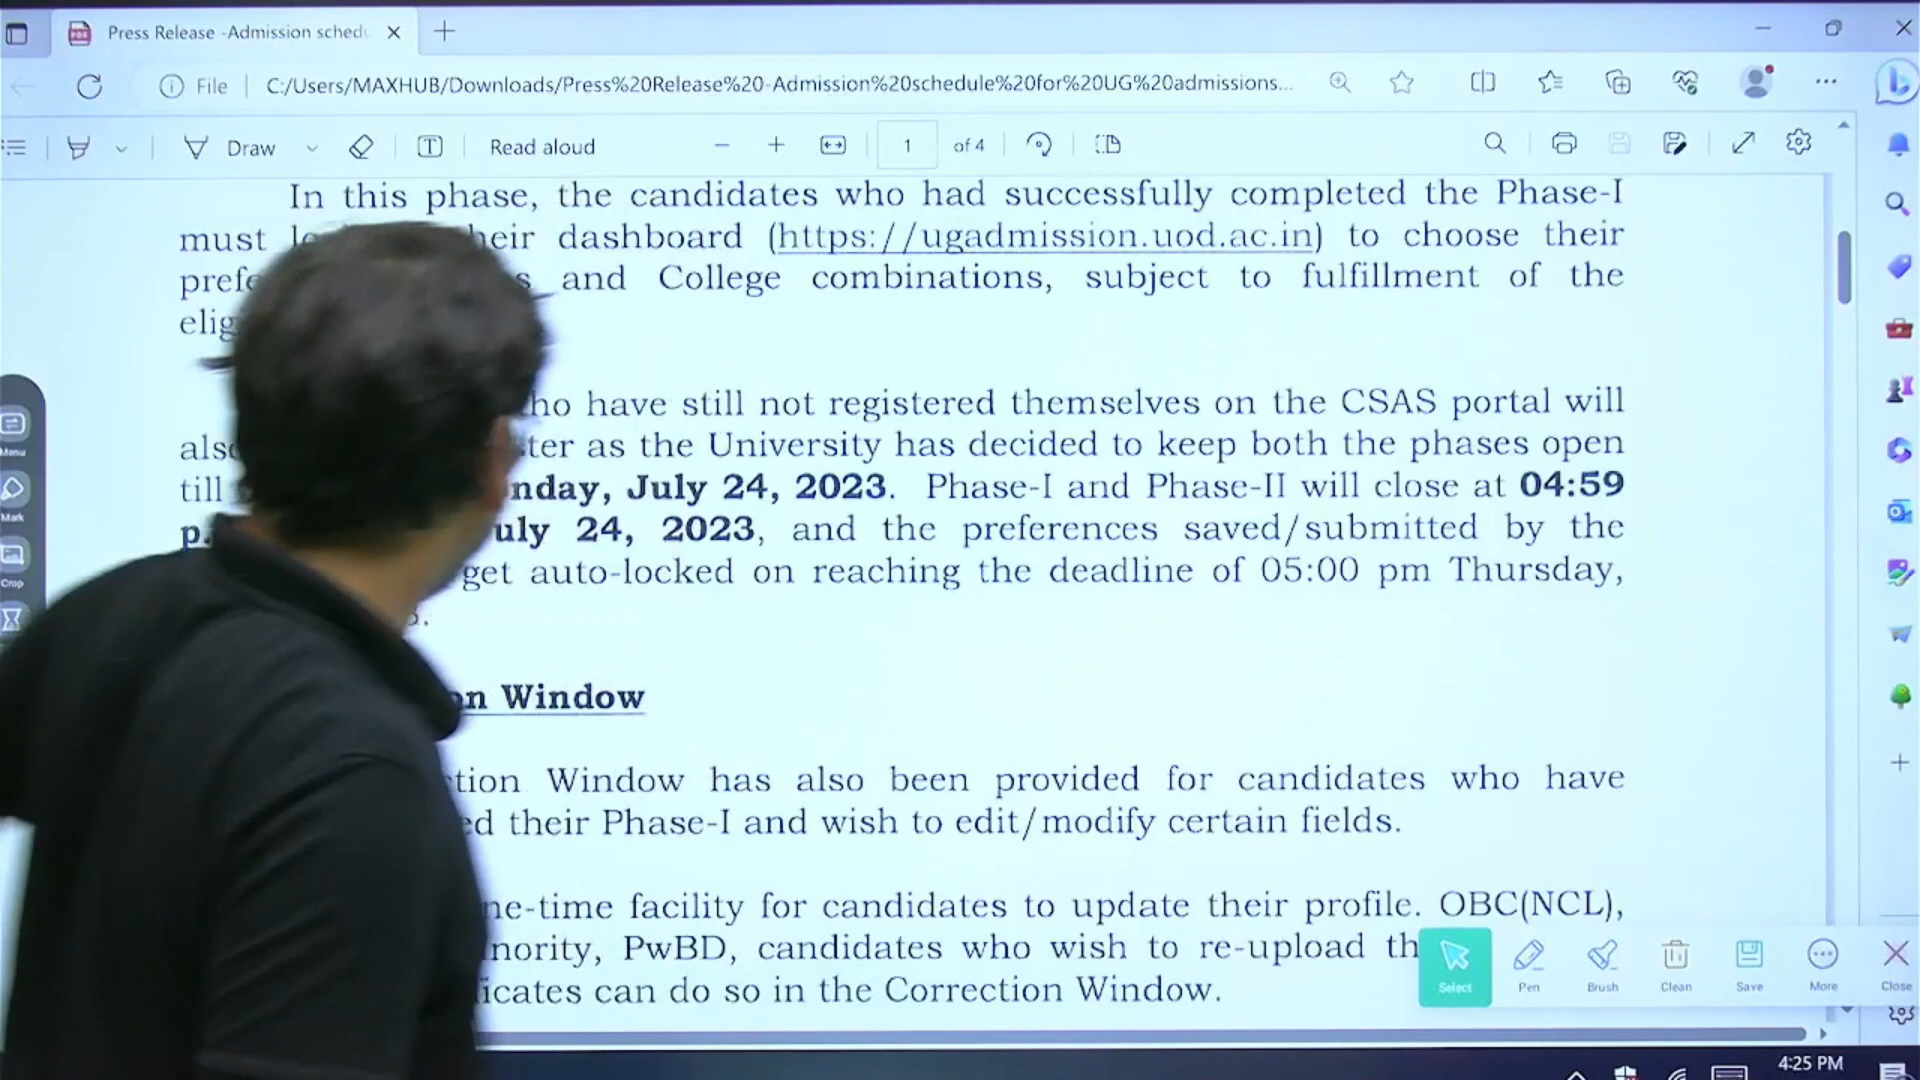 Press Release -Admission schedu
File
C:/Users/MAXHUB/Downloads/Press%20Release%20-Admission%20schedule%20for%20UG%20admissions...
Draw
Read aloud
1
of 4
In this phase, the candidates who had successfully completed the Phase-I
must their dashboard (https://ugadmission.uod.ac.in) to choose their
and College combinations, subject to fulfillment of the
have still not registered themselves on the CSAS portal will
as the University has decided to keep both the phases open
till nday, July 24, 2023. Phase-I and Phase-II will close at 04:59
uly 24, 2023, and the preferences saved/submitted by the
get auto-locked on reaching the deadline of 05:00 pm Thursday,
on Window
tion Window has also been provided for candidates who have
ed their Phase-I and wish to edit/modify certain fields.
ne-time facility for candidates to update their profile. OBC(NCL),
nority, PwBD, candidates who wish to re-upload th
icates can do so in the Correction Window.
Menu
Mark
Crop
Select
Pen
Brush
Clean
Save
More
Close
4:25 PM